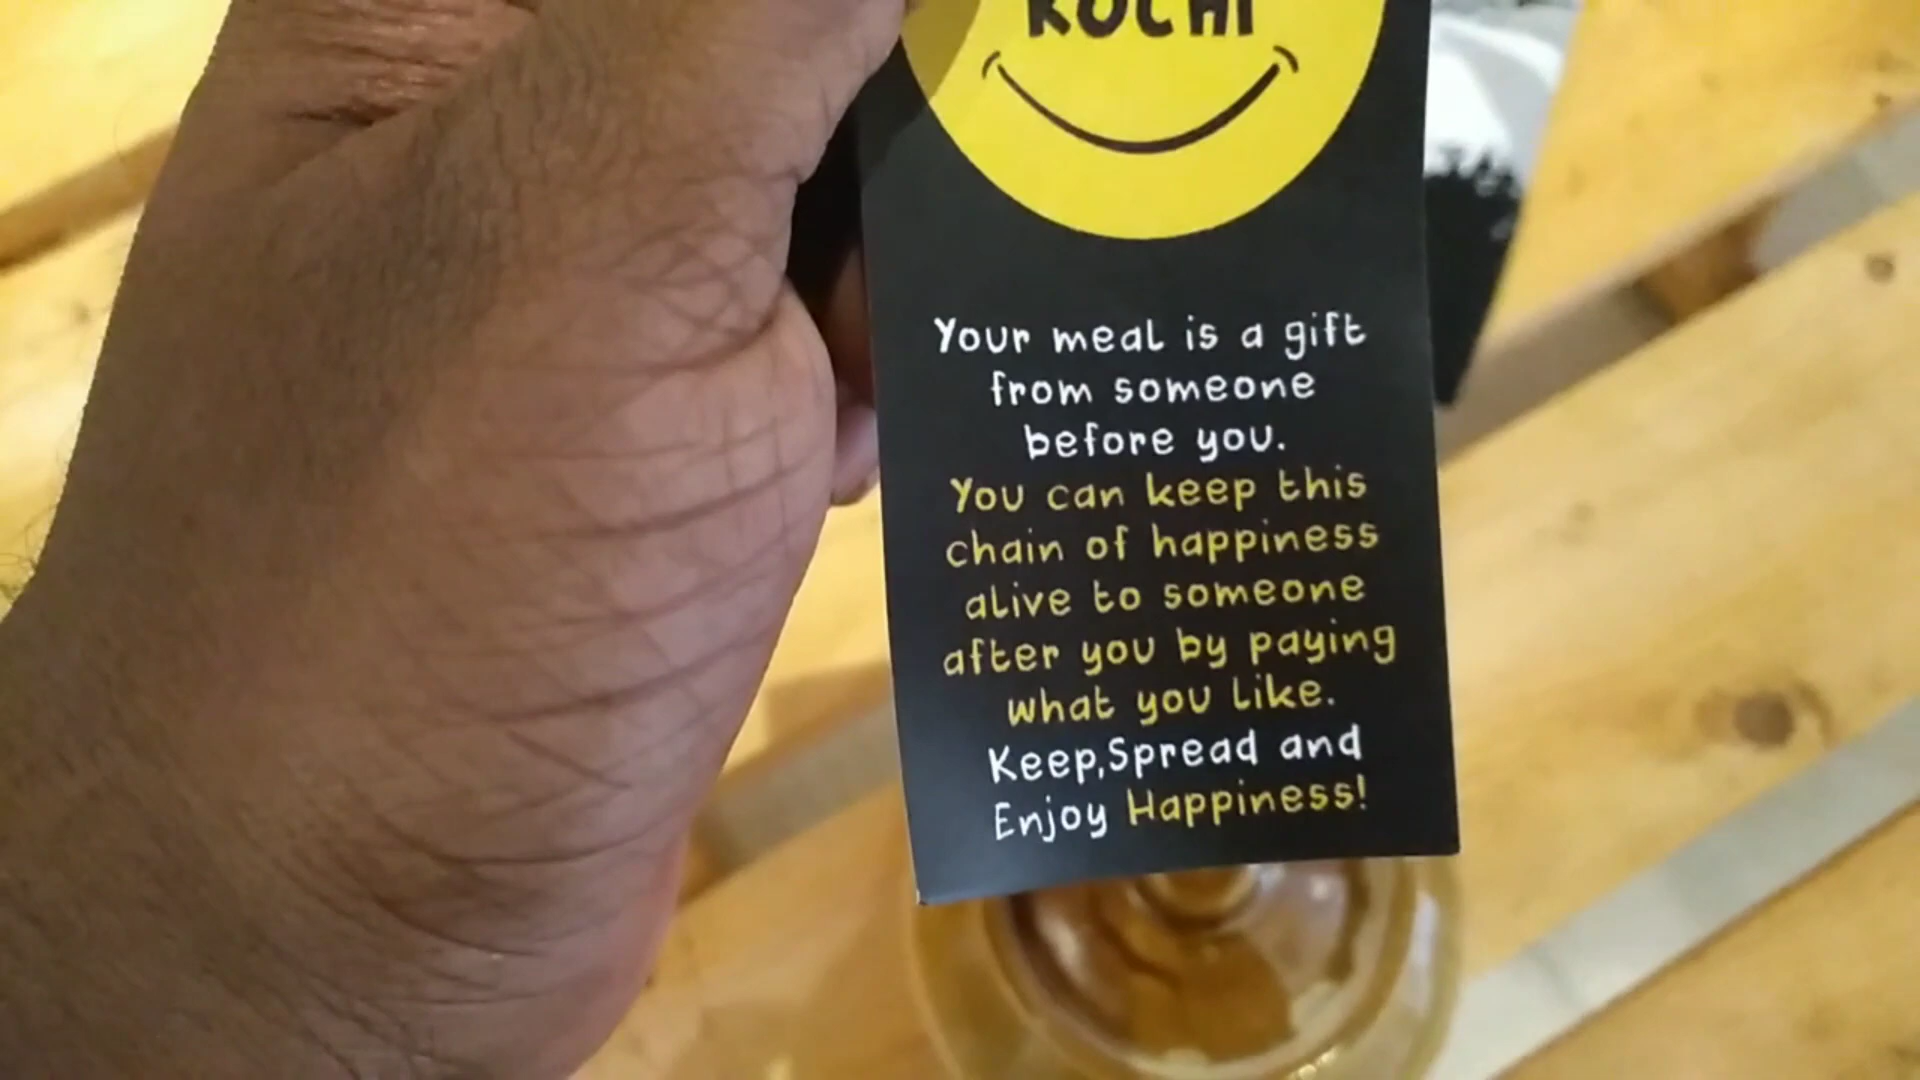 KOCHI
Your meal is a gift
from someone
before you.
You can keep this
chain of happiness
alive to someone
after you by paying
what you like.
Keep,Spread and
Enjoy Happiness!